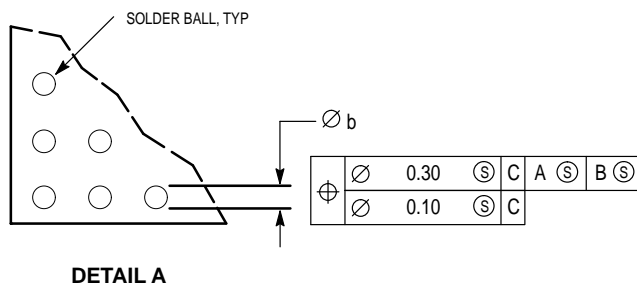 SOLDER BALL, TYP
∅ b
⌖ ∅ 0.30 Ⓢ C A Ⓢ B Ⓢ
∅ 0.10 Ⓢ C
DETAIL A